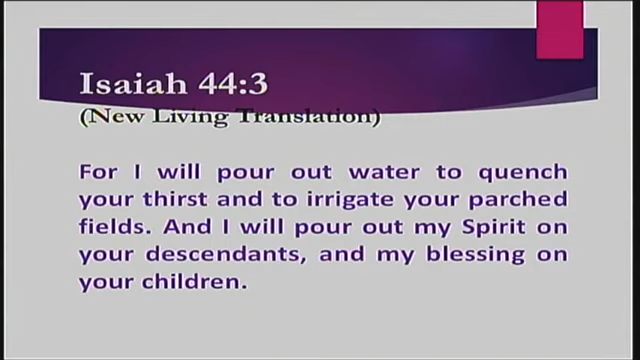 Isaiah 44:3
(New Living Translation)
For I will pour out water to quench
your thirst and to irrigate your parched
fields. And I will pour out my Spirit on
your descendants, and my blessing on
your children.